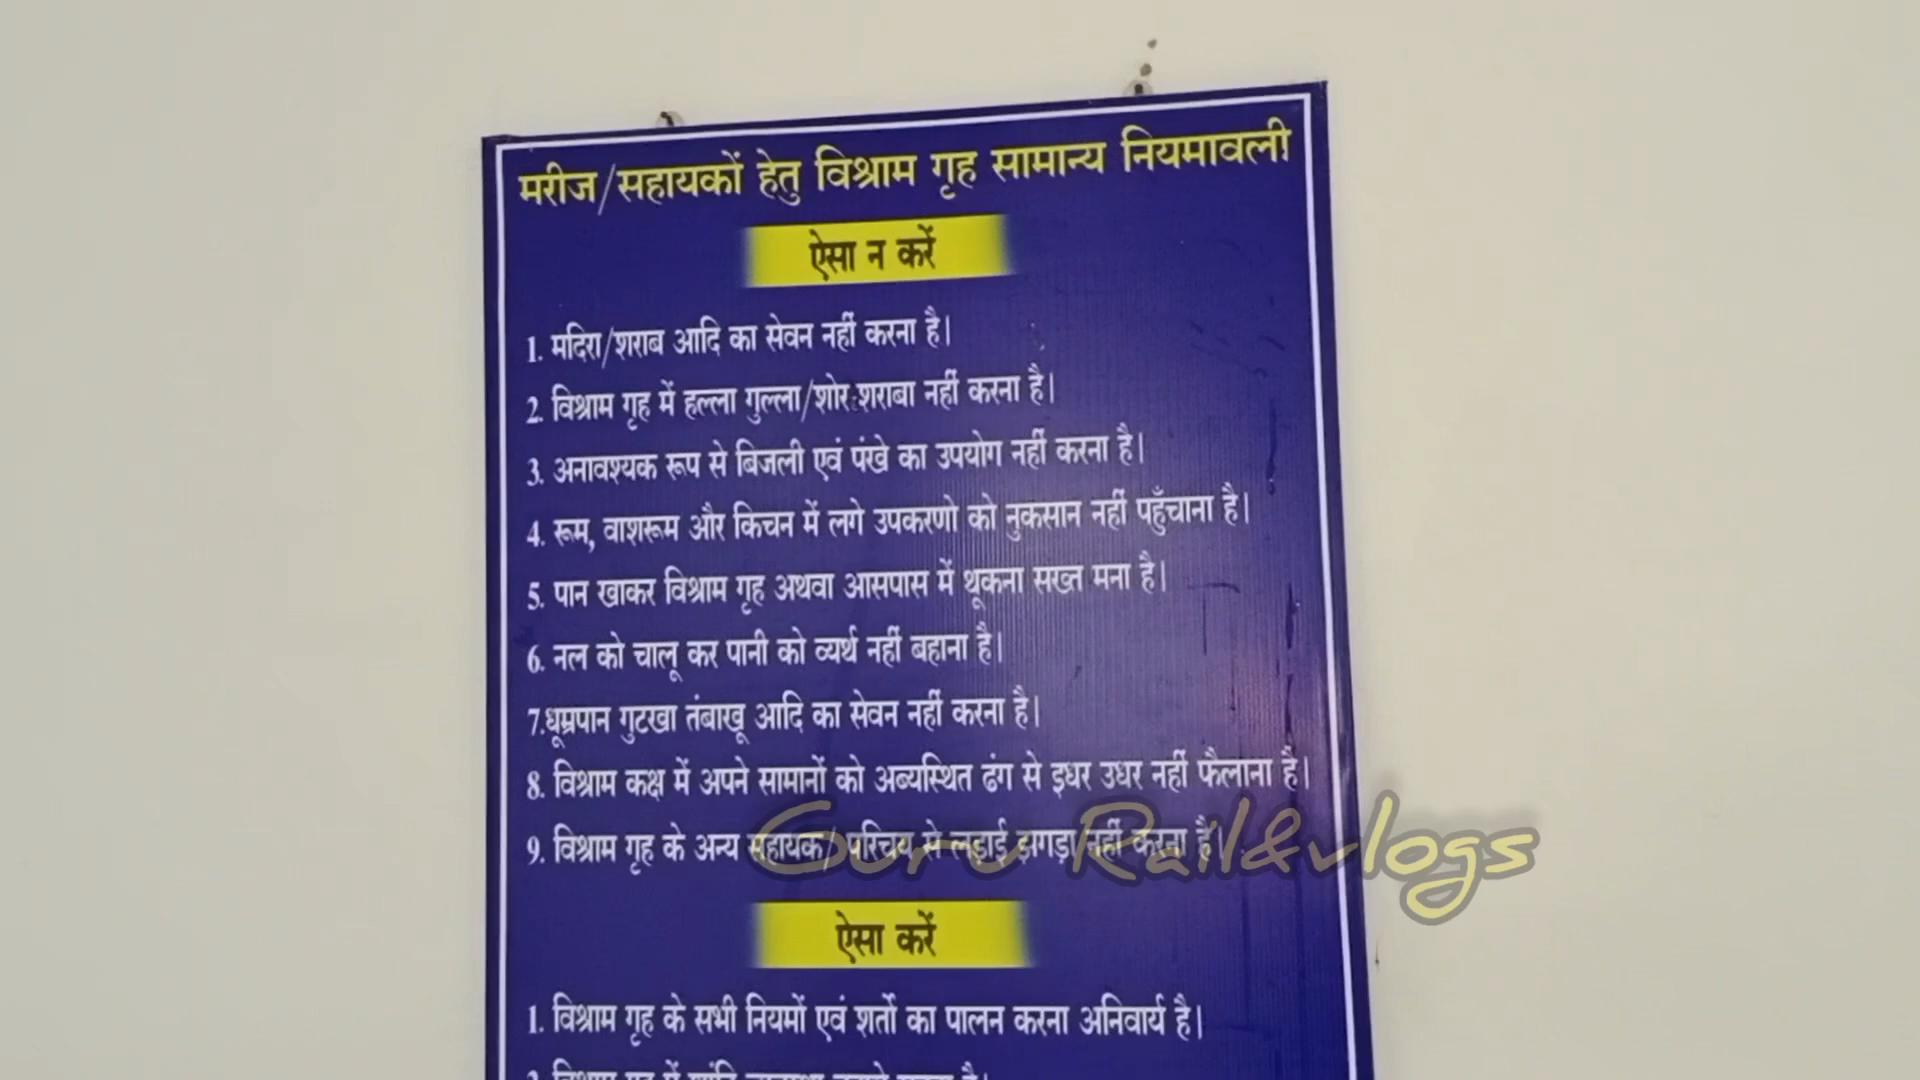 मरीज/सहायकों हेतु विश्राम गृह सामान्य नियमावली
ऐसा न करें
1. मदिरा/शराब आदि का सेवन नहीं करना है।
2. विश्राम गृह में हल्ला गुल्ला/शोर-शराबा नहीं करना है।
3. अनावश्यक रूप से बिजली एवं पंखे का उपयोग नहीं करना है।
4. रूम, वाशरूम और किचन में लगे उपकरणो को नुकसान नहीं पहुँचाना है।
5. पान खाकर विश्राम गृह अथवा आसपास में थूकना सख्त मना है।
6. नल को चालू कर पानी को व्यर्थ नहीं बहाना है।
7.धूम्रपान गुटखा तंबाखू आदि का सेवन नहीं करना है।
8. विश्राम कक्ष में अपने सामानों को अब्यस्थित ढंग से इधर उधर नहीं फैलाना है।
9. विश्राम गृह के अन्य सहायक/ परिचय से लड़ाई झगड़ा नहीं करना है।
Guru Rail&vlogs
ऐसा करें
1. विश्राम गृह के सभी नियमों एवं शर्तो का पालन करना अनिवार्य है।